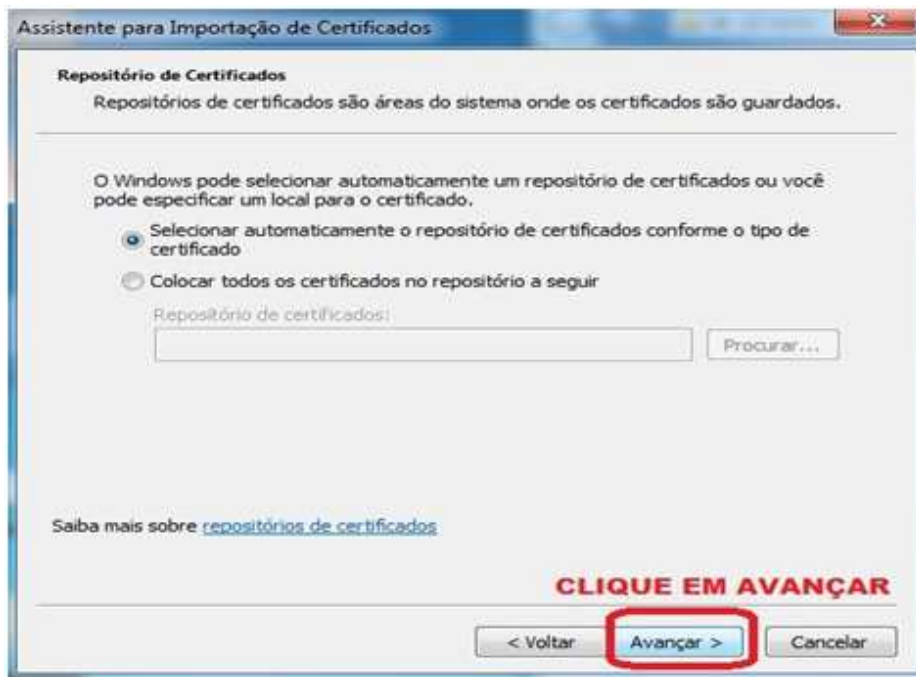 Assistente para Importação de Certificados
Repositório de Certificados
Repositórios de certificados são áreas do sistema onde os certificados são guardados.
O Windows pode selecionar automaticamente um repositório de certificados ou você
pode especificar um local para o certificado.
Selecionar automaticamente o repositório de certificados conforme o tipo de
certificado
Colocar todos os certificados no repositório a seguir
Repositório de certificados:
Procurar...
Saiba mais sobre repositórios de certificados
CLIQUE EM AVANÇAR
< Voltar Avançar > Cancelar